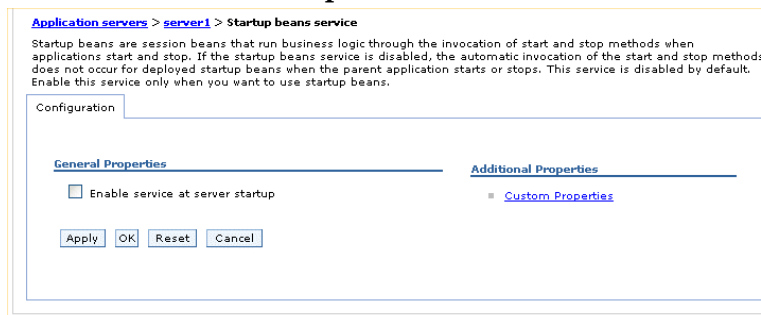 Application servers > server1 > Startup beans service
Startup beans are session beans that run business logic through the invocation of start and stop methods when
applications start and stop. If the startup beans service is disabled, the automatic invocation of the start and stop methods
does not occur for deployed startup beans when the parent application starts or stops. This service is disabled by default.
Enable this service only when you want to use startup beans.
Configuration
General Properties
Enable service at server startup
Apply OK Reset Cancel
Additional Properties
Custom Properties